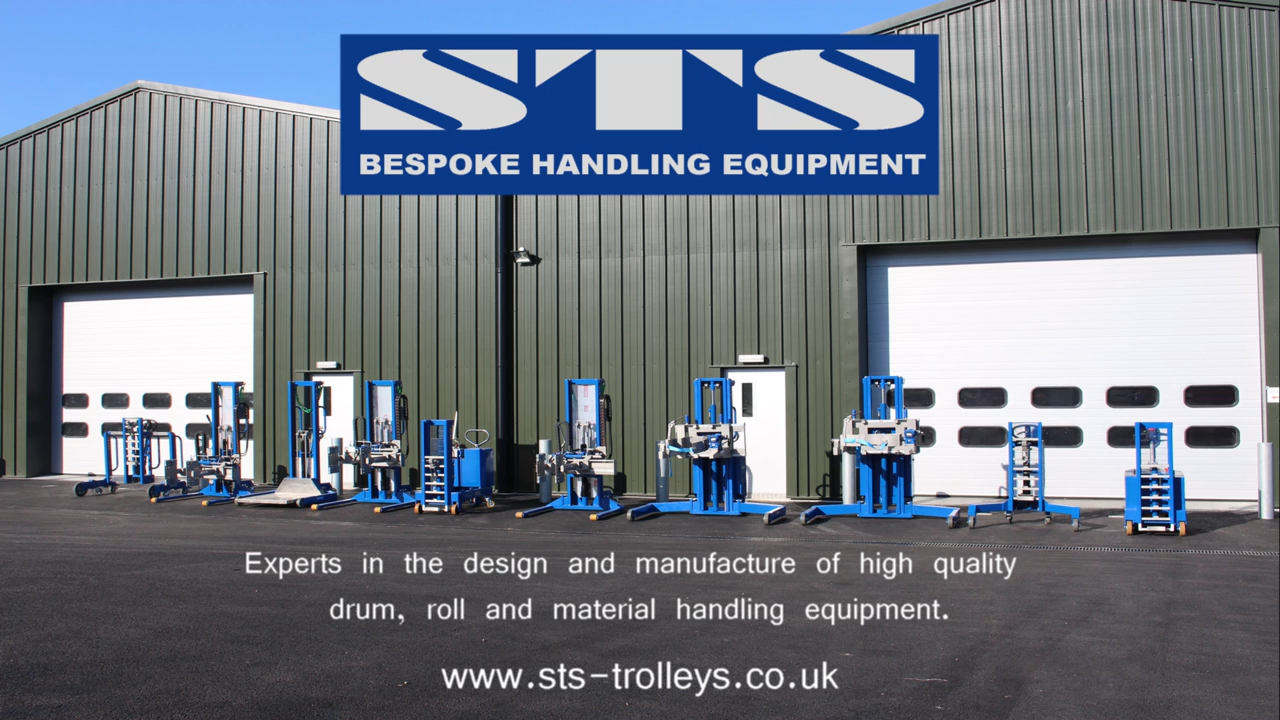 STS
BESPOKE HANDLING EQUIPMENT
Experts in the design and manufacture of high quality
drum, roll and material handling equipment.
www.sts-trolleys.co.uk